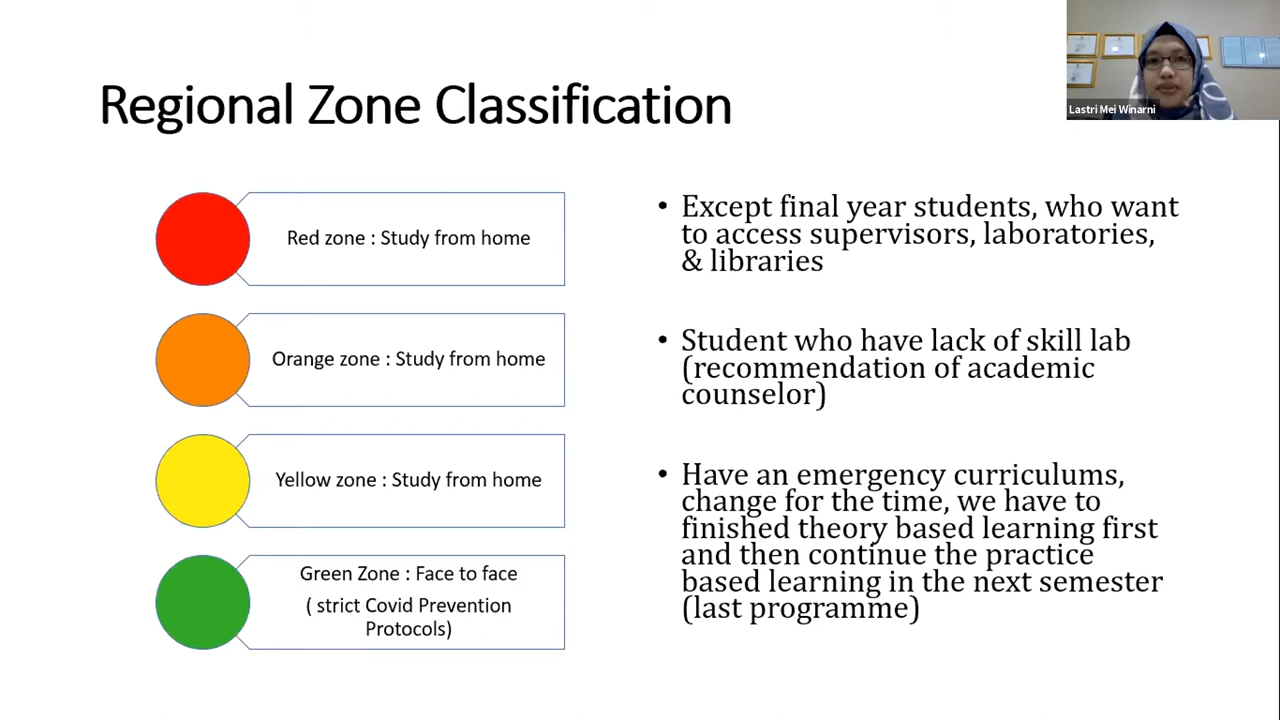 Regional Zone Classification
Lastri Mei Winarni
Red zone : Study from home
Orange zone : Study from home
Yellow zone : Study from home
Green Zone : Face to face
( strict Covid Prevention
Protocols)
• Except final year students, who want
to access supervisors, laboratories,
& libraries
• Student who have lack of skill lab
(recommendation of academic
counselor)
• Have an emergency curriculums,
change for the time, we have to
finished theory based learning first
and then continue the practice
based learning in the next semester
(last programme)